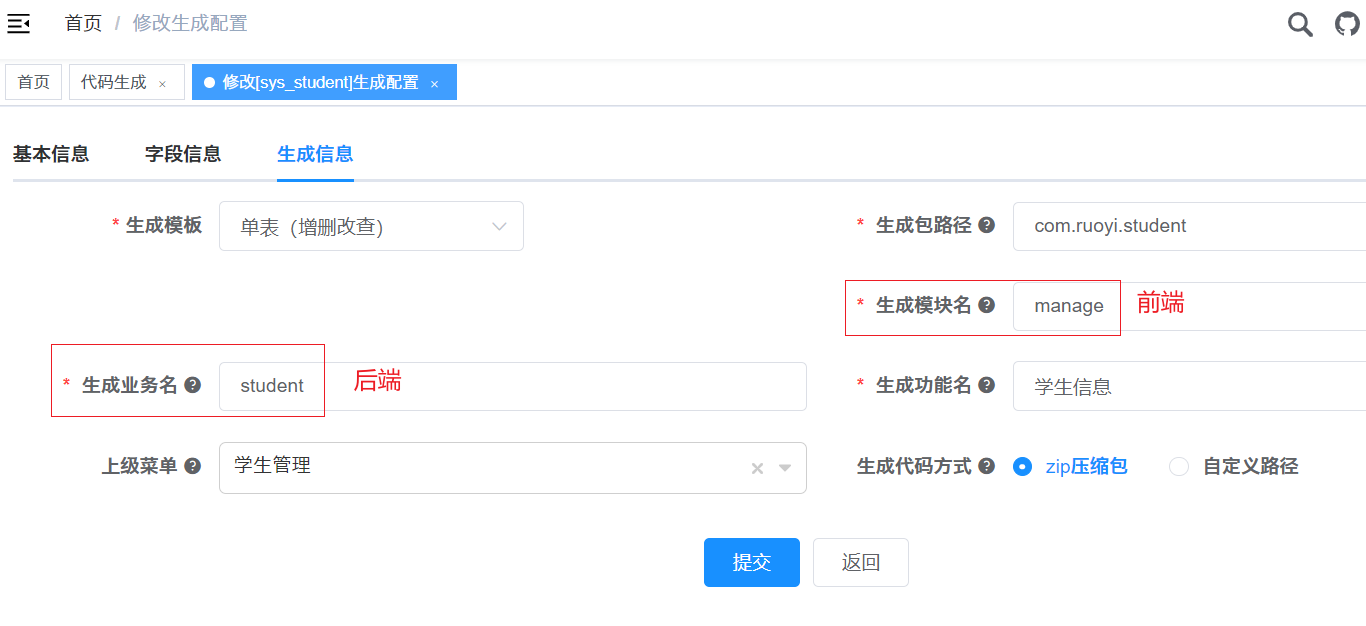 首页 / 修改生成配置
首页 代码生成 × 修改[sys_student]生成配置 ×
基本信息 字段信息 生成信息
* 生成模板 单表（增删改查） * 生成包路径 com.ruoyi.student
* 生成模块名 manage 前端
* 生成业务名 student 后端 * 生成功能名 学生信息
上级菜单 学生管理 生成代码方式 zip压缩包 自定义路径
提交 返回